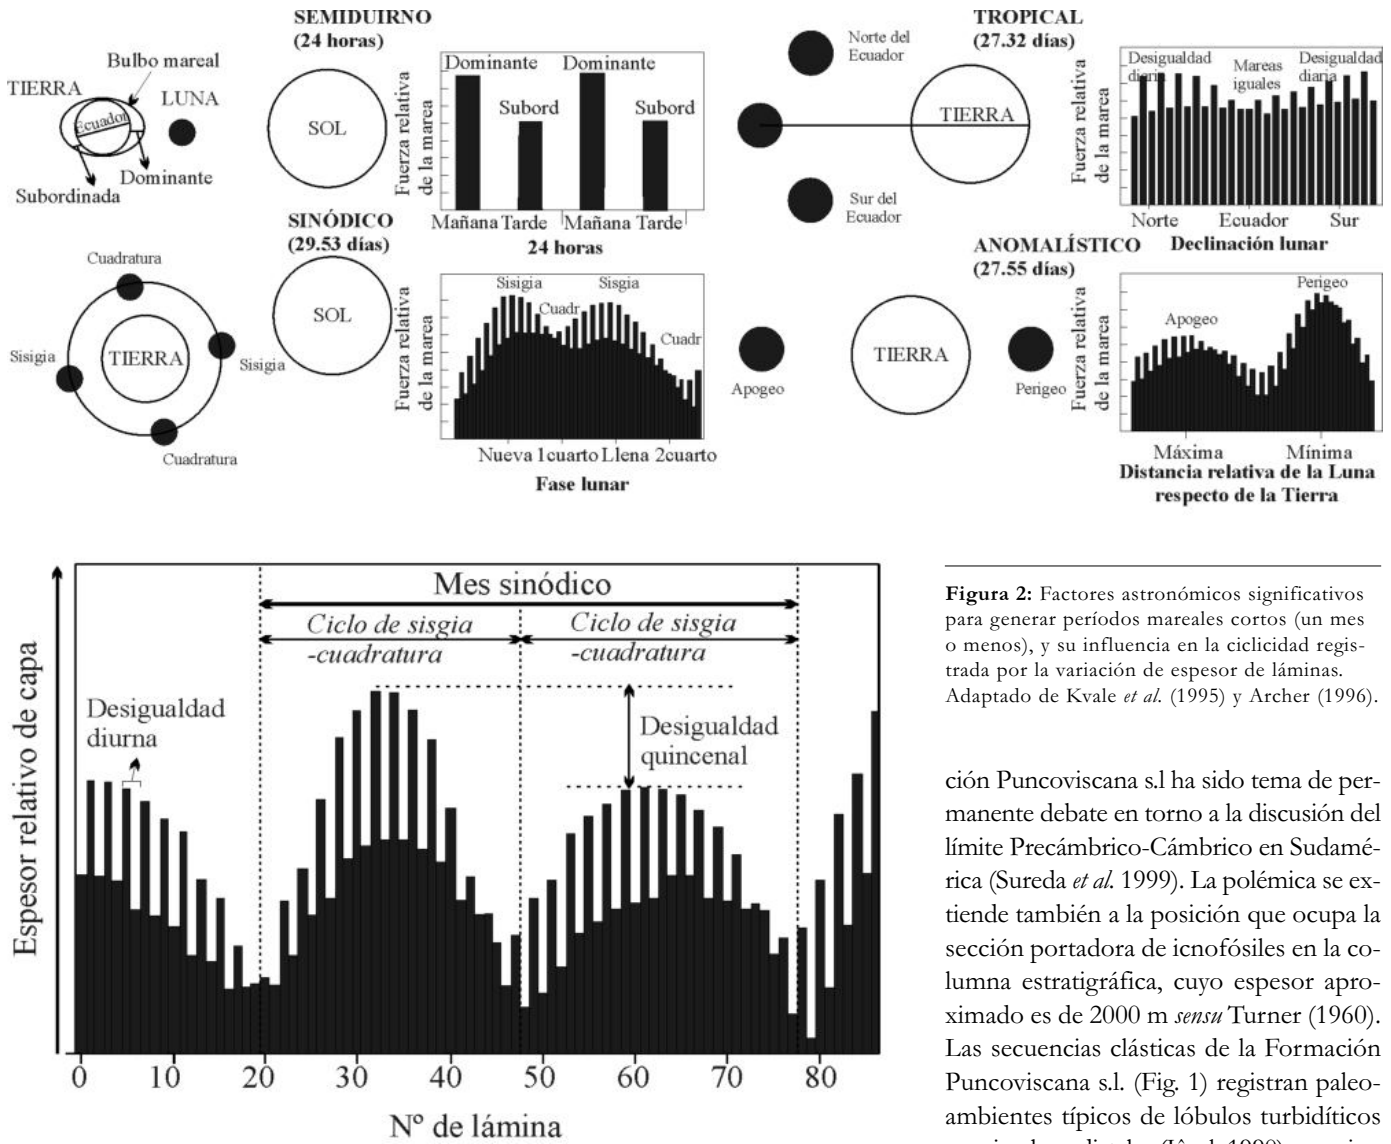 SEMIDUIRNO
(24 horas)
Bulbo mareal
TIERRA
LUNA
Ecuador
Dominante
Subordinada
SOL
Fuerza relativa
de la marea
Dominante
Subord
Dominante
Subord
Mañana Tarde
Mañana Tarde
24 horas
TROPICAL
(27.32 días)
Norte del
Ecuador
TIERRA
Sur del
Ecuador
Fuerza relativa
de la marea
Desigualdad
diaria
Mareas
iguales
Desigualdad
diaria
Norte
Ecuador
Sur
Declinación lunar
SINÓDICO
(29.53 días)
Cuadratura
Sisigia
TIERRA
Sisigia
Cuadratura
SOL
Fuerza relativa
de la marea
Sisigia
Cuadr
Sisgia
Cuadr
Nueva 1cuarto Llena 2cuarto
Fase lunar
ANOMALÍSTICO
(27.55 días)
Apogeo
TIERRA
Perigeo
Fuerza relativa
de la marea
Apogeo
Perigeo
Máxima
Mínima
Distancia relativa de la Luna
respecto de la Tierra
Espesor relativo de capa
Mes sinódico
Ciclo de sisgia
-cuadratura
Ciclo de sisgia
-cuadratura
Desigualdad
diurna
Desigualdad
quincenal
0 10 20 30 40 50 60 70 80
Nº de lámina
Figura 2: Factores astronómicos significativos
para generar períodos mareales cortos (un mes
o menos), y su influencia en la ciclicidad regis-
trada por la variación de espesor de láminas.
Adaptado de Kvale et al. (1995) y Archer (1996).
ción Puncoviscana s.l ha sido tema de per-
manente debate en torno a la discusión del
límite Precámbrico-Cámbrico en Sudamé-
rica (Sureda et al. 1999). La polémica se ex-
tiende también a la posición que ocupa la
sección portadora de icnofósiles en la co-
lumna estratigráfica, cuyo espesor apro-
ximado es de 2000 m sensu Turner (1960).
Las secuencias clásticas de la Formación
Puncoviscana s.l. (Fig. 1) registran paleo-
ambientes típicos de lóbulos turbidíticos